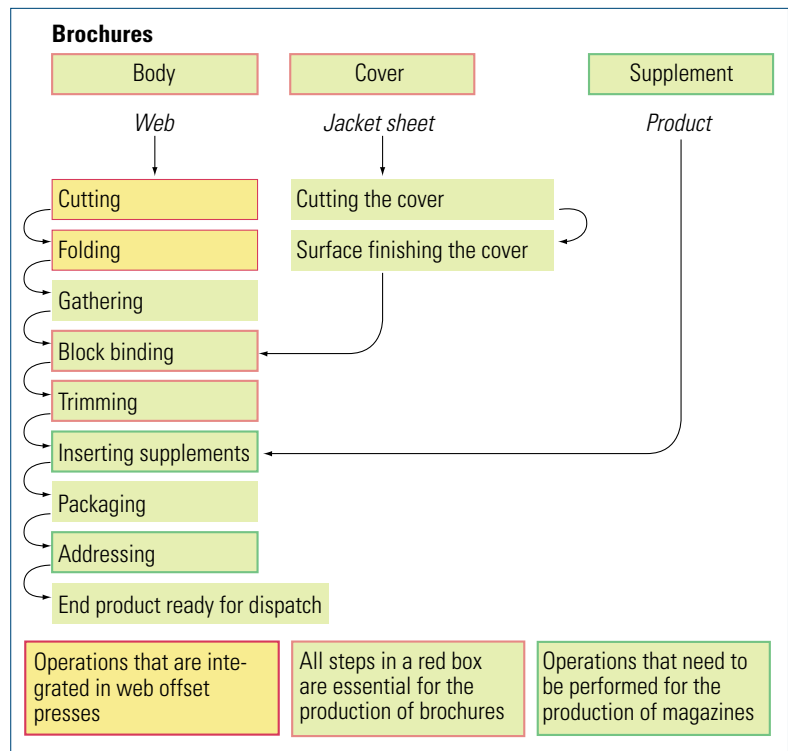 Brochures
Body
Cover
Supplement
Web
Jacket sheet
Product
Cutting
Cutting the cover
Folding
Surface finishing the cover
Gathering
Block binding
Trimming
Inserting supplements
Packaging
Addressing
End product ready for dispatch
Operations that are inte-
grated in web offset
presses
All steps in a red box
are essential for the
production of brochures
Operations that need to
be performed for the
production of magazines